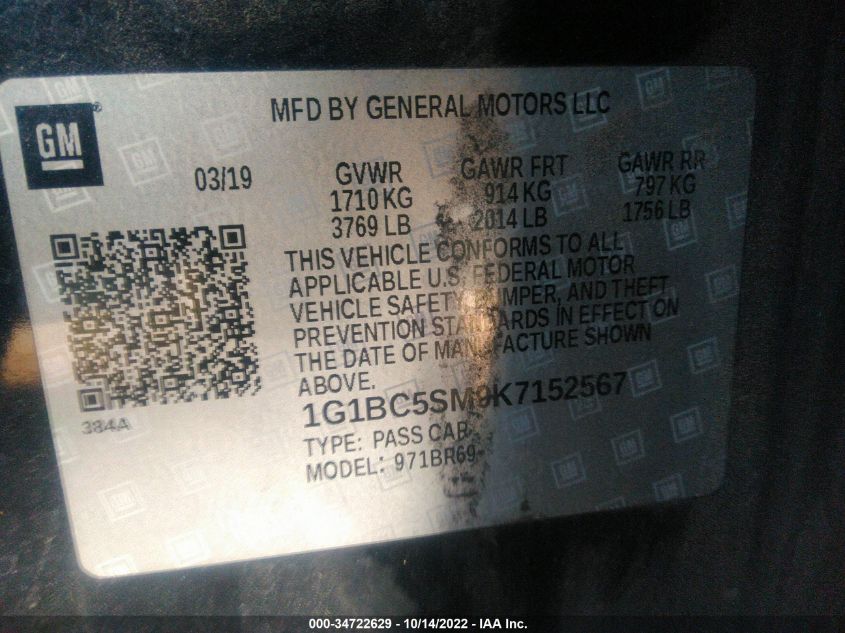 GM®
MFD BY GENERAL MOTORS LLC
03/19 GVWR GAWR FRT GAWR RR
1710 KG 914 KG 797 KG
3769 LB 2014 LB 1756 LB
THIS VEHICLE CONFORMS TO ALL
APPLICABLE U.S. FEDERAL MOTOR
VEHICLE SAFETY, BUMPER, AND THEFT
PREVENTION STANDARDS IN EFFECT ON
THE DATE OF MANUFACTURE SHOWN
ABOVE.
384A
1G1BC5SM9K7152567
TYPE: PASS CAR
MODEL: 971BR69
000-34722629 - 10/14/2022 - IAA Inc.